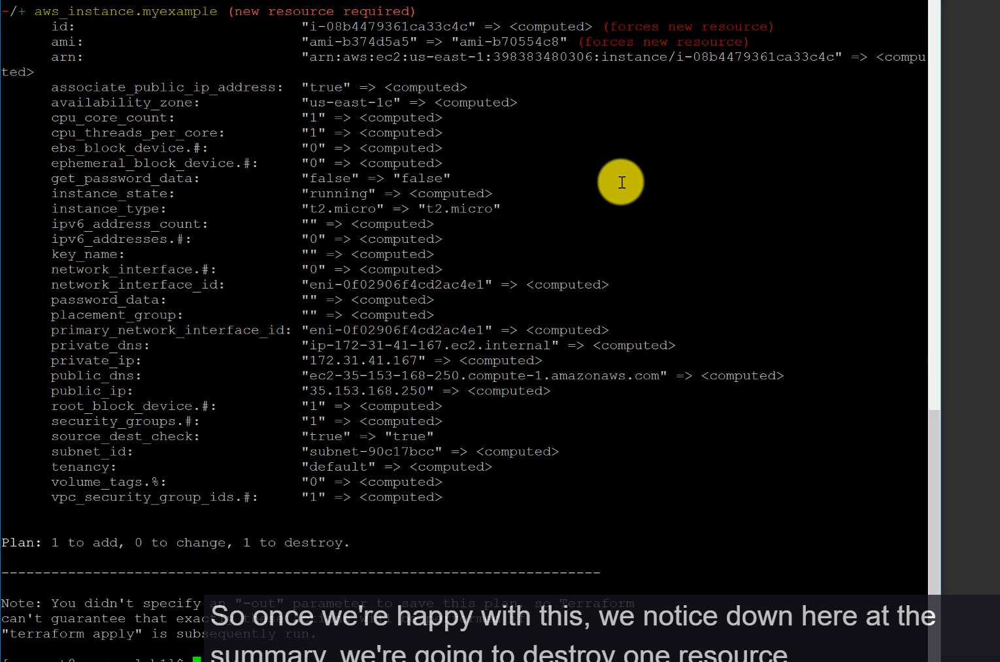 -/+ aws_instance.myexample (new resource required)
id: "i-08b4479361ca33c4c" => <computed> (forces new resource)
ami: "ami-b374d5a5" => "ami-b70554c8" (forces new resource)
arn: "arn:aws:ec2:us-east-1:398383480306:instance/i-08b4479361ca33c4c" => <compu
ted>
associate_public_ip_address: "true" => <computed>
availability_zone: "us-east-1c" => <computed>
cpu_core_count: "1" => <computed>
cpu_threads_per_core: "1" => <computed>
ebs_block_device.#: "0" => <computed>
ephemeral_block_device.#: "0" => <computed>
get_password_data: "false" => "false"
instance_state: "running" => <computed>
instance_type: "t2.micro" => "t2.micro"
ipv6_address_count: "" => <computed>
ipv6_addresses.#: "0" => <computed>
key_name: "" => <computed>
network_interface.#: "0" => <computed>
network_interface_id: "eni-0f02906f4cd2ac4e1" => <computed>
password_data: "" => <computed>
placement_group: "" => <computed>
primary_network_interface_id: "eni-0f02906f4cd2ac4e1" => <computed>
private_dns: "ip-172-31-41-167.ec2.internal" => <computed>
private_ip: "172.31.41.167" => <computed>
public_dns: "ec2-35-153-168-250.compute-1.amazonaws.com" => <computed>
public_ip: "35.153.168.250" => <computed>
root_block_device.#: "1" => <computed>
security_groups.#: "1" => <computed>
source_dest_check: "true" => "true"
subnet_id: "subnet-90c17bcc" => <computed>
tenancy: "default" => <computed>
volume_tags.%: "0" => <computed>
vpc_security_group_ids.#: "1" => <computed>
Plan: 1 to add, 0 to change, 1 to destroy.
------------------------------------------------------------------------
Note: You didn't specify an "-out" parameter to save this plan, so Terraform
can't guarantee that
"terraform apply" is subsequently run.
So once we're happy with this, we notice down here at the
summary, we're going to destroy one resource